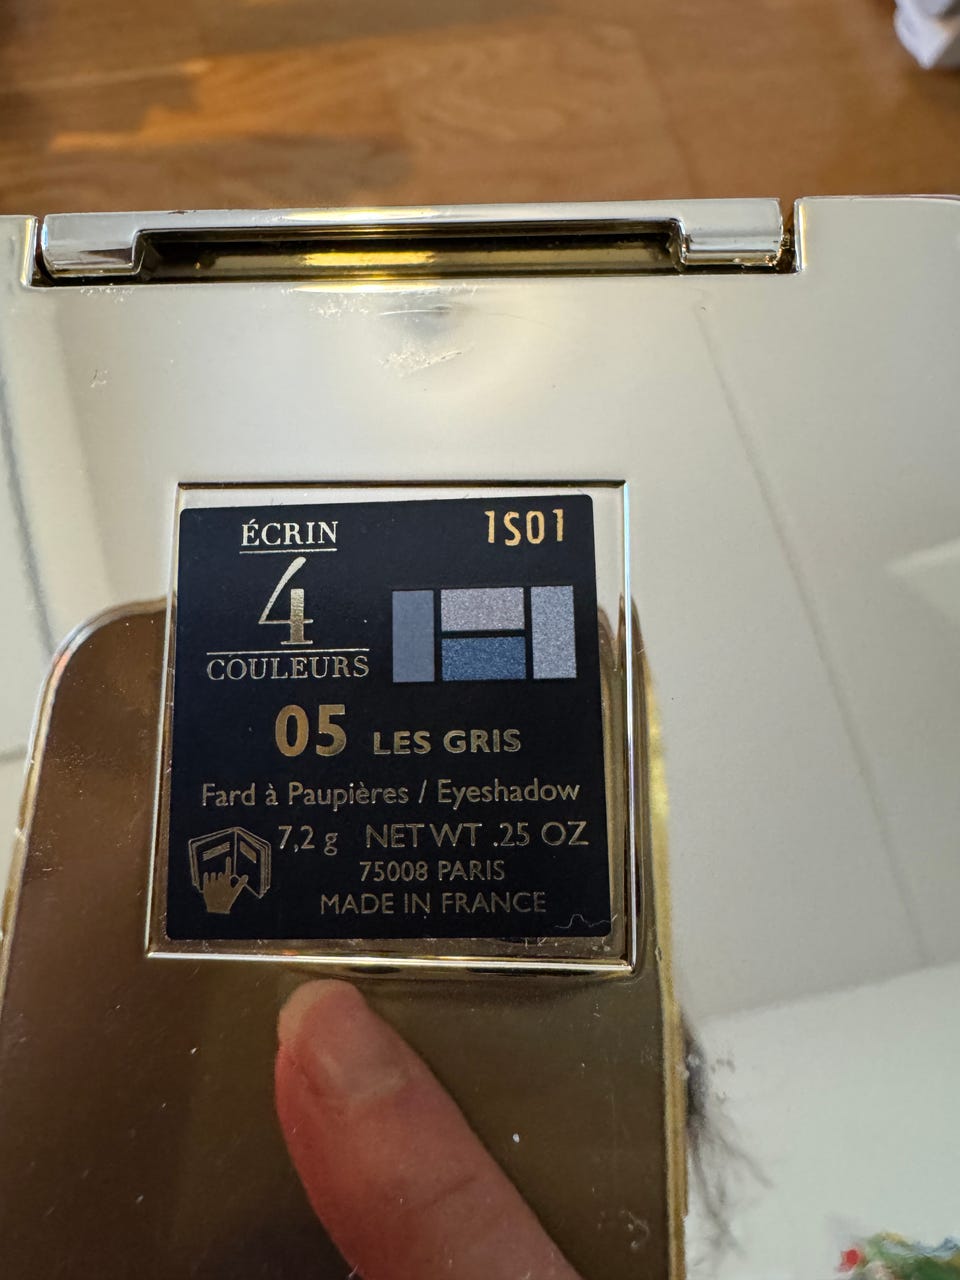 ÉCRIN
4
COULEURS
1S01
05 LES GRIS
Fard à Paupières / Eyeshadow
7,2 g NET WT .25 OZ
75008 PARIS
MADE IN FRANCE